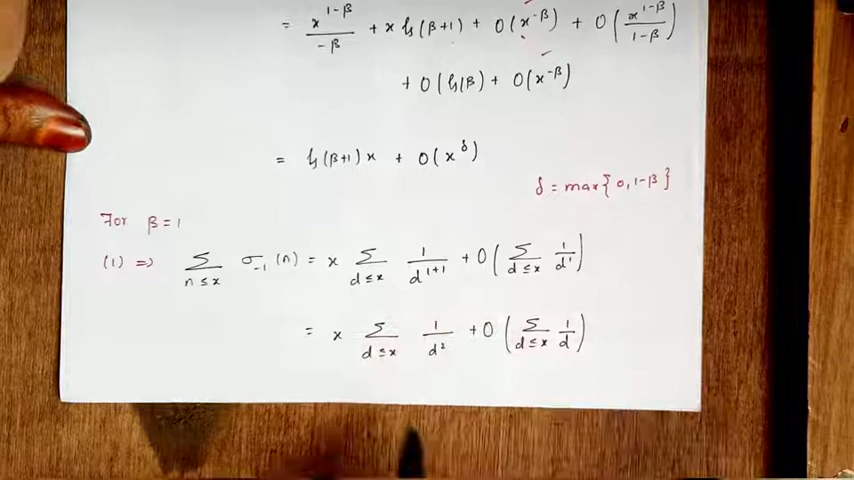 = x^{1-β}/-β + x ζ(β+1) + O(x^{-β}) + O(x^{1-β}/1-β)
+ O(ζ(β) + O(x^{-β})
= ζ(β+1) x + O(x^δ)
δ = max{0, 1-β}
For β = 1
(1) => Σ_{n≤x} σ_{-1}(n) = x Σ_{d≤x} 1/d^{1+1} + O(Σ_{d≤x} 1/d^1)
= x Σ_{d≤x} 1/d^2 + O(Σ_{d≤x} 1/d)